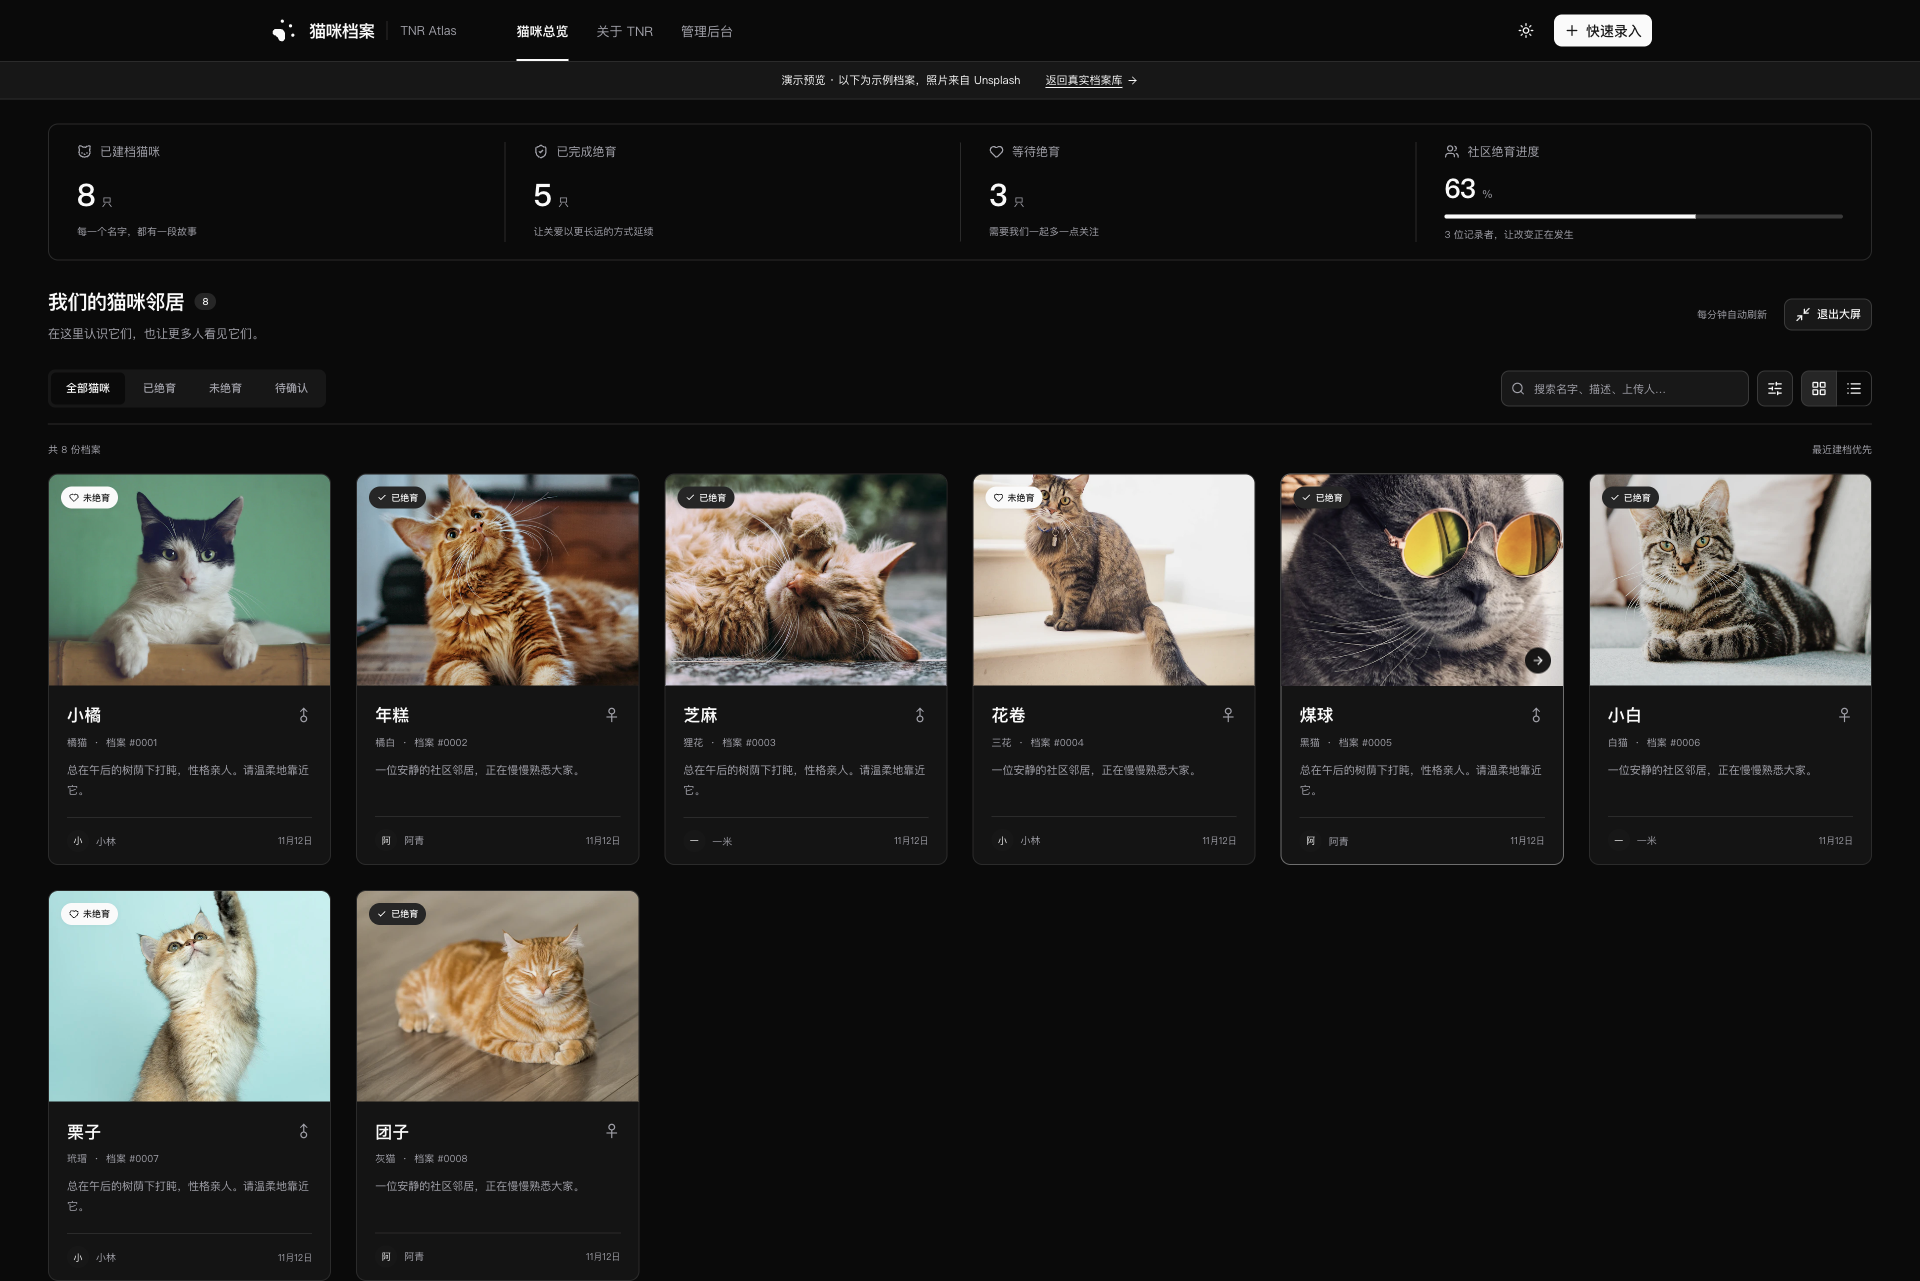 猫咪档案 TNR Atlas 猫咪总览 关于 TNR 管理后台 快速录入
演示预览 · 以下为示例档案，照片来自 Unsplash 返回真实档案库 →
已建档猫咪
8 只
每一个名字，都有一段故事
已完成绝育
5 只
让关爱以更长远的方式延续
等待绝育
3 只
需要我们一起多一点关注
社区绝育进度
63 %
3 位记录者，让改变正在发生
我们的猫咪邻居 8
在这里认识它们，也让更多人看见它们。
每分钟自动刷新 退出大屏
全部猫咪 已绝育 未绝育 待确认
搜索名字、描述、上传人...
共 8 份档案 最近建档优先
未绝育
小橘
橘猫 · 档案 #0001
总在午后的树荫下打盹，性格亲人。请温柔地靠近
它。
小 小林 11月12日
已绝育
年糕
橘白 · 档案 #0002
一位安静的社区邻居，正在慢慢熟悉大家。
阿 阿青 11月12日
已绝育
芝麻
狸花 · 档案 #0003
总在午后的树荫下打盹，性格亲人。请温柔地靠近
它。
一 一米 11月12日
未绝育
花卷
三花 · 档案 #0004
一位安静的社区邻居，正在慢慢熟悉大家。
小 小林 11月12日
已绝育
煤球
黑猫 · 档案 #0005
总在午后的树荫下打盹，性格亲人。请温柔地靠近
它。
阿 阿青 11月12日
已绝育
小白
白猫 · 档案 #0006
一位安静的社区邻居，正在慢慢熟悉大家。
一 一米 11月12日
未绝育
栗子
玳瑁 · 档案 #0007
总在午后的树荫下打盹，性格亲人。请温柔地靠近
它。
小 小林 11月12日
已绝育
团子
灰猫 · 档案 #0008
一位安静的社区邻居，正在慢慢熟悉大家。
阿 阿青 11月12日